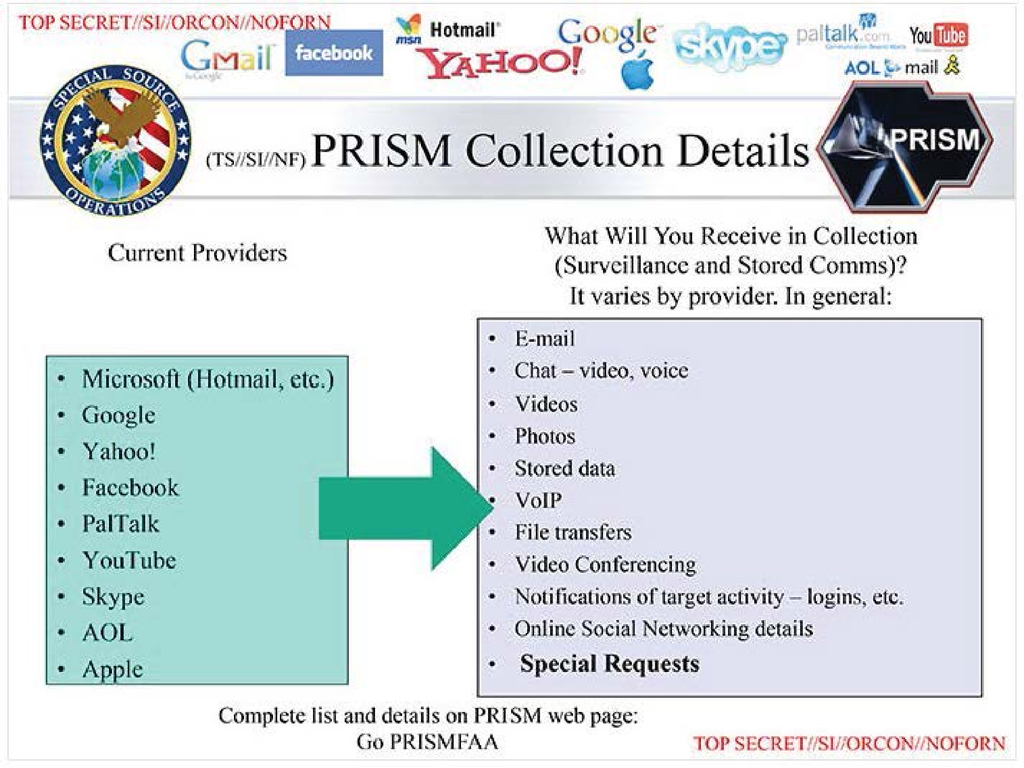 TOP SECRET//SI//ORCON//NOFORN
Gmail
by Google
facebook
msn Hotmail
YAHOO!
Google
skype
paltalk.com
YouTube
AOL mail
SPECIAL SOURCE OPERATIONS
(TS//SI//NF) PRISM Collection Details
PRISM
Current Providers
• Microsoft (Hotmail, etc.)
• Google
• Yahoo!
• Facebook
• PalTalk
• YouTube
• Skype
• AOL
• Apple
What Will You Receive in Collection
(Surveillance and Stored Comms)?
It varies by provider. In general:
• E-mail
• Chat – video, voice
• Videos
• Photos
• Stored data
• VoIP
• File transfers
• Video Conferencing
• Notifications of target activity – logins, etc.
• Online Social Networking details
• Special Requests
Complete list and details on PRISM web page:
Go PRISMFAA
TOP SECRET//SI//ORCON//NOFORN